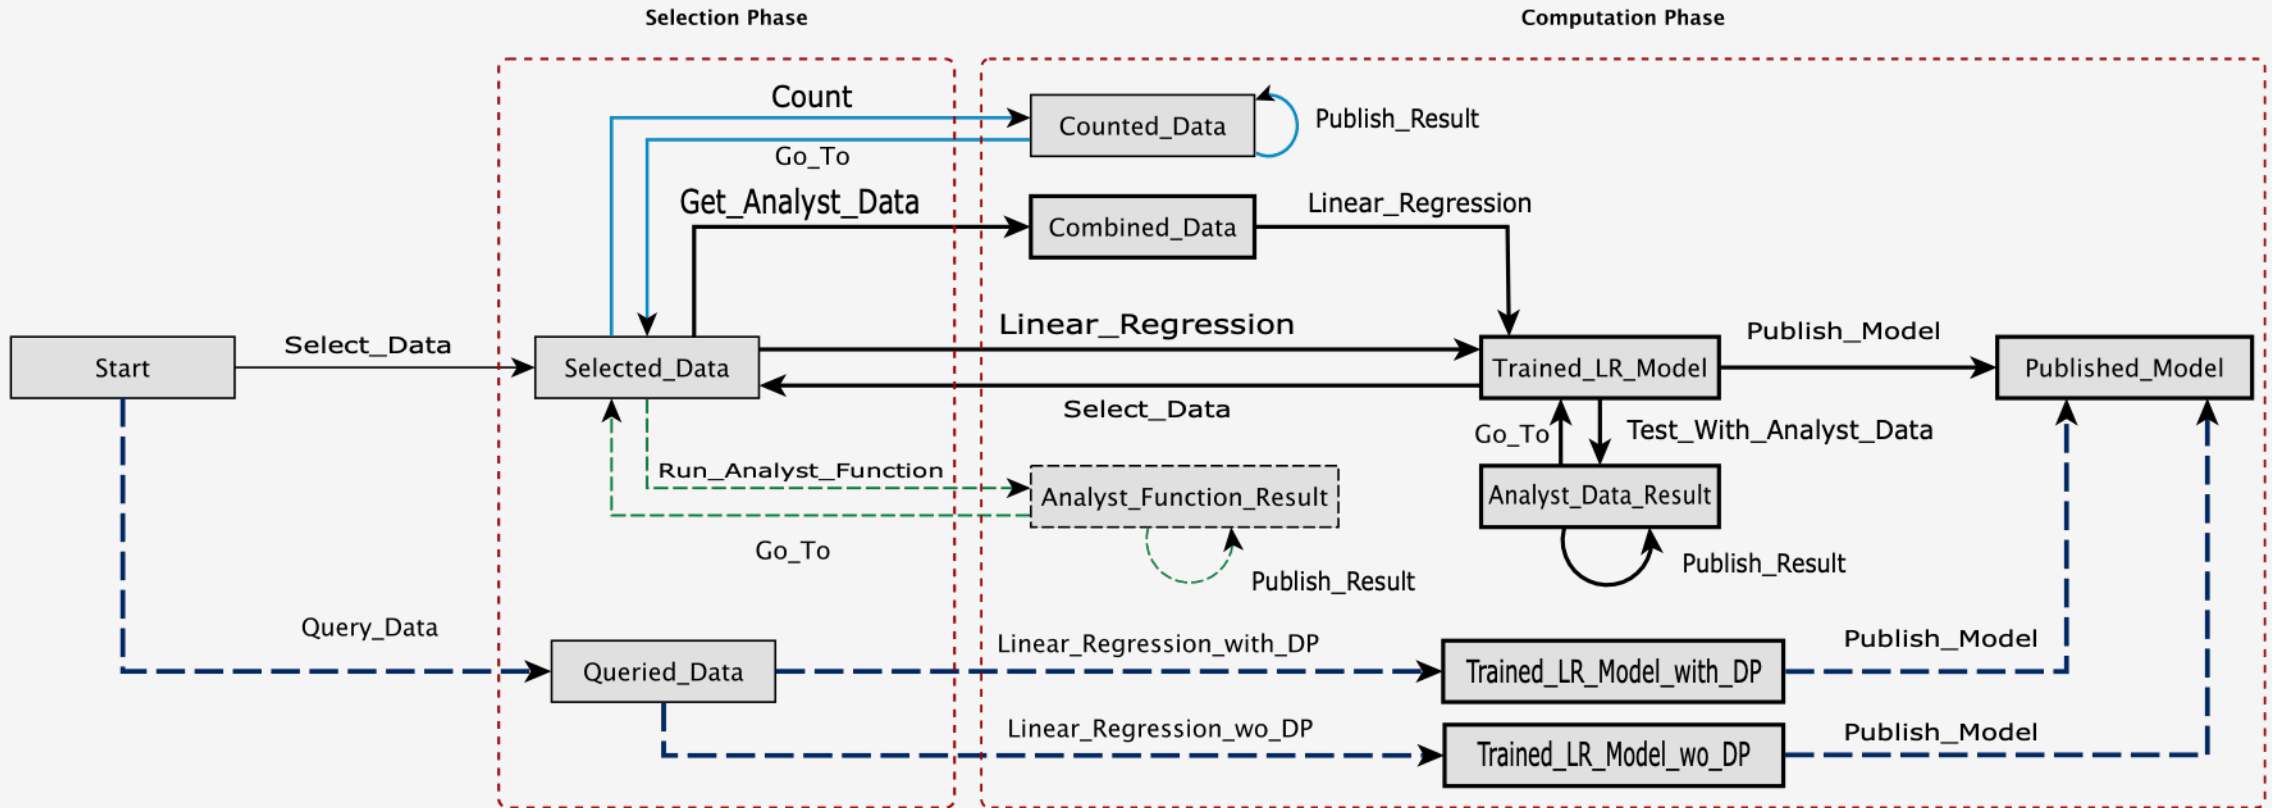 Selection Phase
Computation Phase
Count
Counted_Data
Publish_Result
Go_To
Get_Analyst_Data
Combined_Data
Linear_Regression
Start
Select_Data
Selected_Data
Linear_Regression
Select_Data
Trained_LR_Model
Publish_Model
Published_Model
Go_To
Test_With_Analyst_Data
Run_Analyst_Function
Analyst_Function_Result
Analyst_Data_Result
Go_To
Publish_Result
Publish_Result
Query_Data
Queried_Data
Linear_Regression_with_DP
Trained_LR_Model_with_DP
Publish_Model
Linear_Regression_wo_DP
Trained_LR_Model_wo_DP
Publish_Model